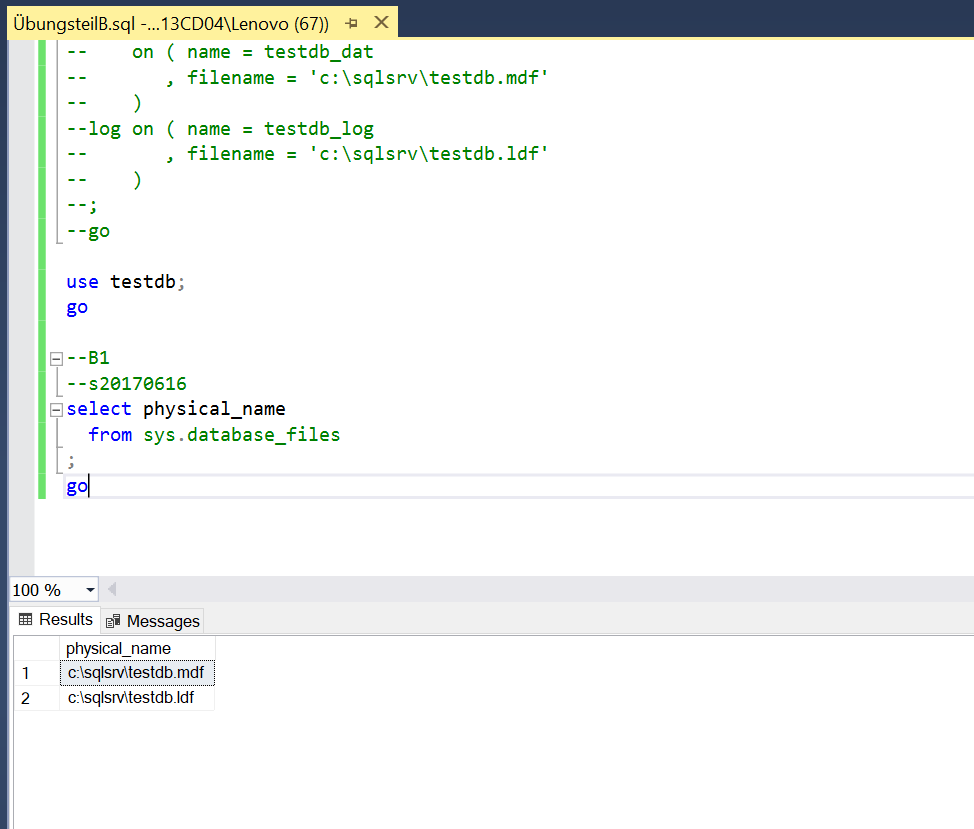 ÜbungsteilB.sql -...13CD04\Lenovo (67))
--    on ( name = testdb_dat
--       , filename = 'c:\sqlsrv\testdb.mdf'
--    )
--log on ( name = testdb_log
--       , filename = 'c:\sqlsrv\testdb.ldf'
--    )
--;
--go
use testdb;
go
--B1
--s20170616
select physical_name
  from sys.database_files
;
go
100 %
Results Messages
physical_name
1 c:\sqlsrv\testdb.mdf
2 c:\sqlsrv\testdb.ldf